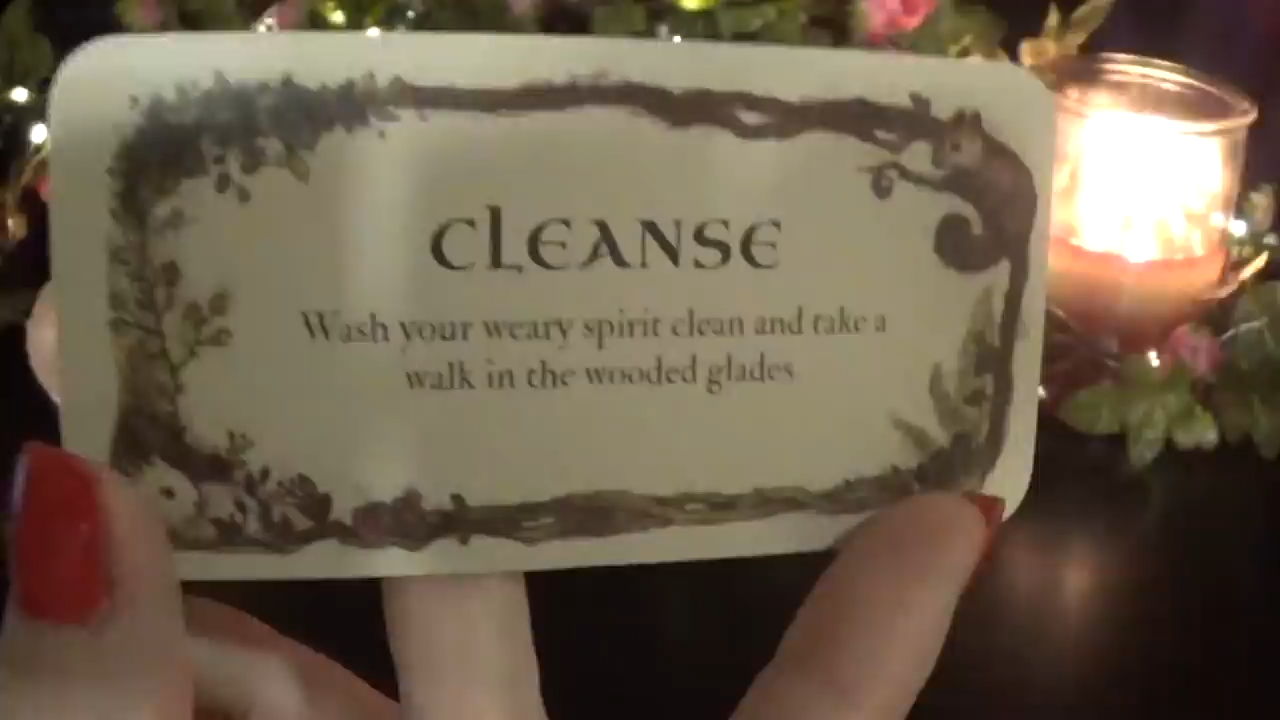 CLEANSE
Wash your weary spirit clean and take a
walk in the wooded glades